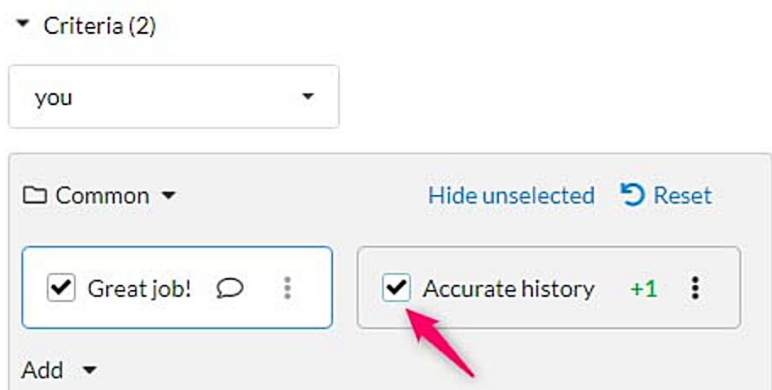 Criteria (2)
you
Common Hide unselected Reset
Great job! Accurate history +1
Add